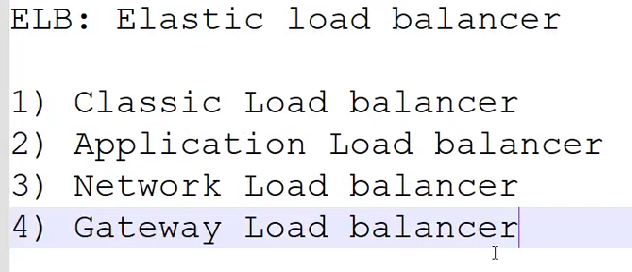 ELB: Elastic load balancer
1) Classic Load balancer
2) Application Load balancer
3) Network Load balancer
4) Gateway Load balancer